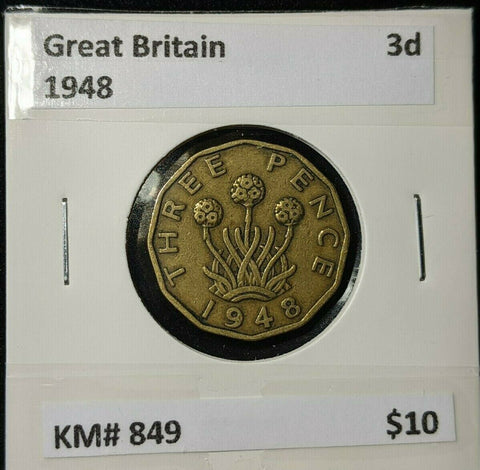 Great Britain 3d
1948
THREE PENCE
1948
KM# 849 $10